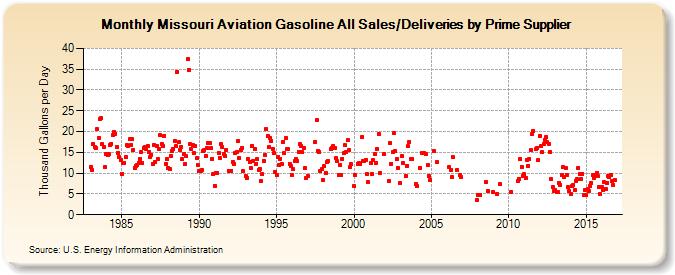 Monthly Missouri Aviation Gasoline All Sales/Deliveries by Prime Supplier
Thousand Gallons per Day
40
35
30
25
20
15
10
5
0
1985 1990 1995 2000 2005 2010 2015
Source: U.S. Energy Information Administration